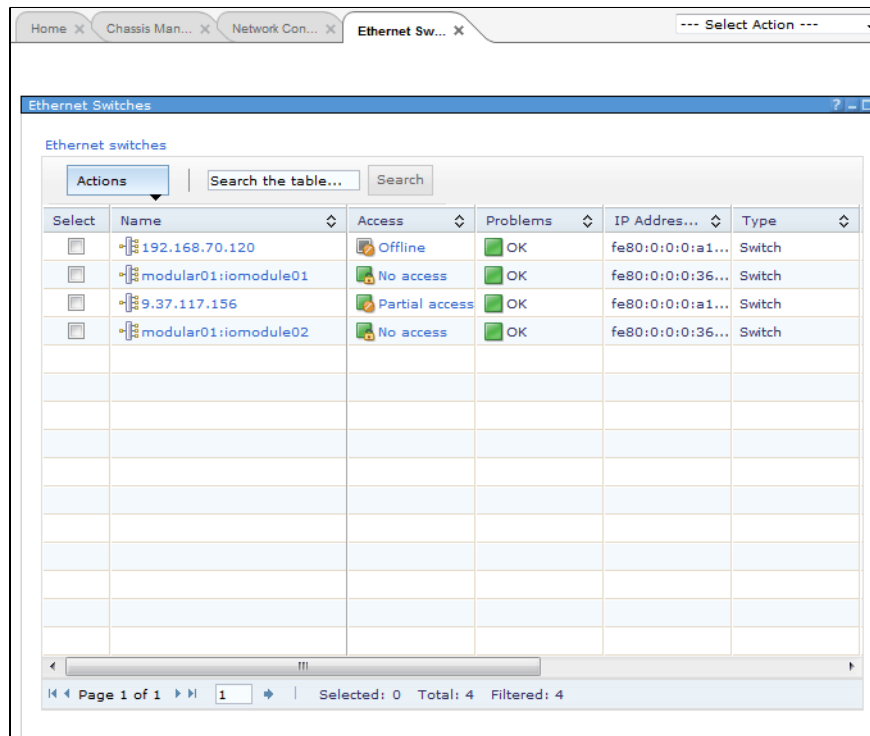 Home Chassis Man... Network Con... Ethernet Sw... --- Select Action ---
Ethernet Switches
Ethernet switches
Actions Search the table... Search
Select Name Access Problems IP Addres... Type
192.168.70.120 Offline OK fe80:0:0:0:a1... Switch
modular01:iomodule01 No access OK fe80:0:0:0:36... Switch
9.37.117.156 Partial access OK fe80:0:0:0:a1... Switch
modular01:iomodule02 No access OK fe80:0:0:0:36... Switch
Page 1 of 1 1 Selected: 0 Total: 4 Filtered: 4